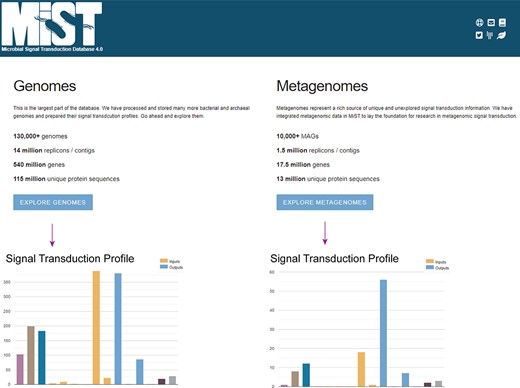 MiST
Microbial Signal Transduction Database 4.0
Genomes
This is the largest part of the database. We have processed and stored many more bacterial and archaeal
genomes and prepared their signal transdcution profiles. Go ahead and explore them.
130,000+ genomes
14 million replicons / contigs
540 million genes
115 million unique protein sequences
EXPLORE GENOMES
Signal Transduction Profile
Inputs
Outputs
350
300
250
200
150
100
50
0
Metagenomes
Metagenomes represent a rich source of unique and unexplored signal transduction information. We have
integrated metagenomic data in MiST to lay the foundation for research in metagenomic signal transduction.
10,000+ MAGs
1.5 million replicons / contigs
17.5 million genes
13 million unique protein sequences
EXPLORE METAGENOMES
Signal Transduction Profile
Inputs
Outputs
60
50
40
30
20
10
0